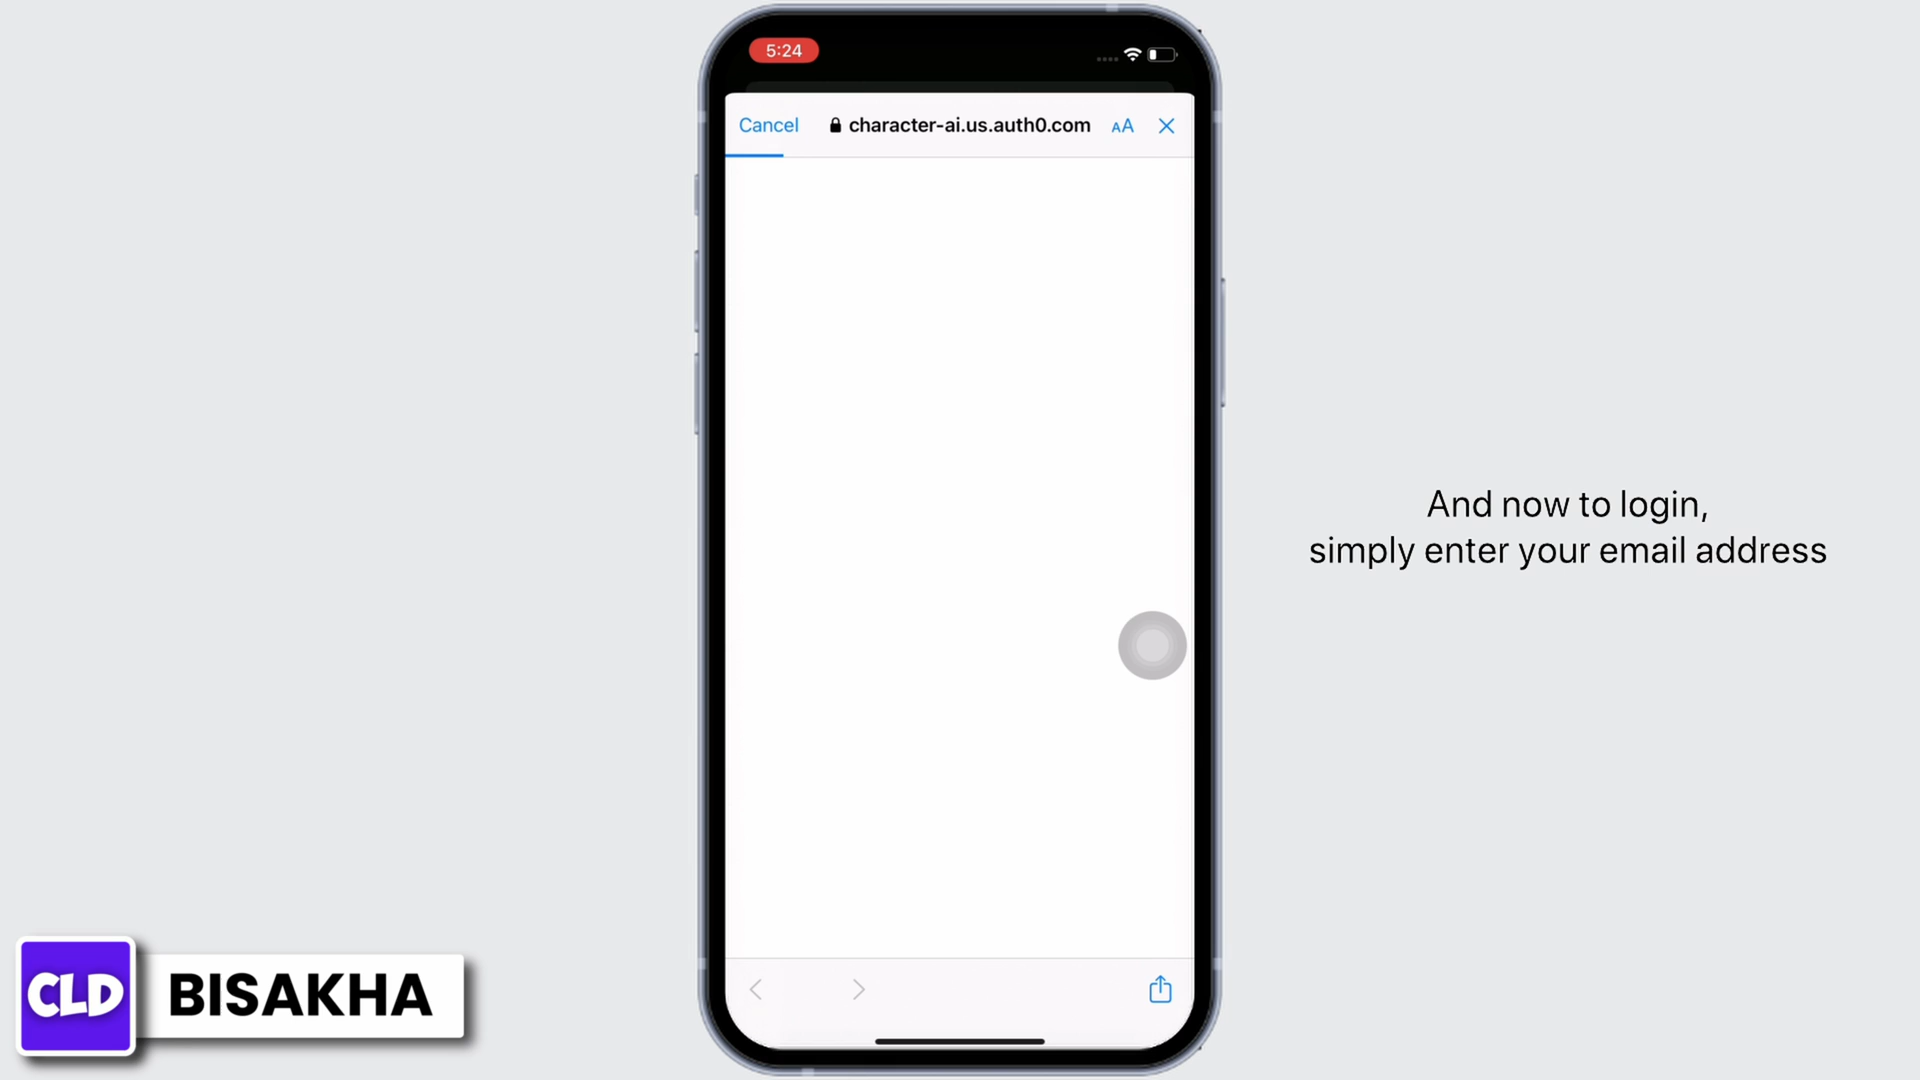 5:24
Cancel character-ai.us.auth0.com AA
And now to login,
simply enter your email address
CLD BISAKHA